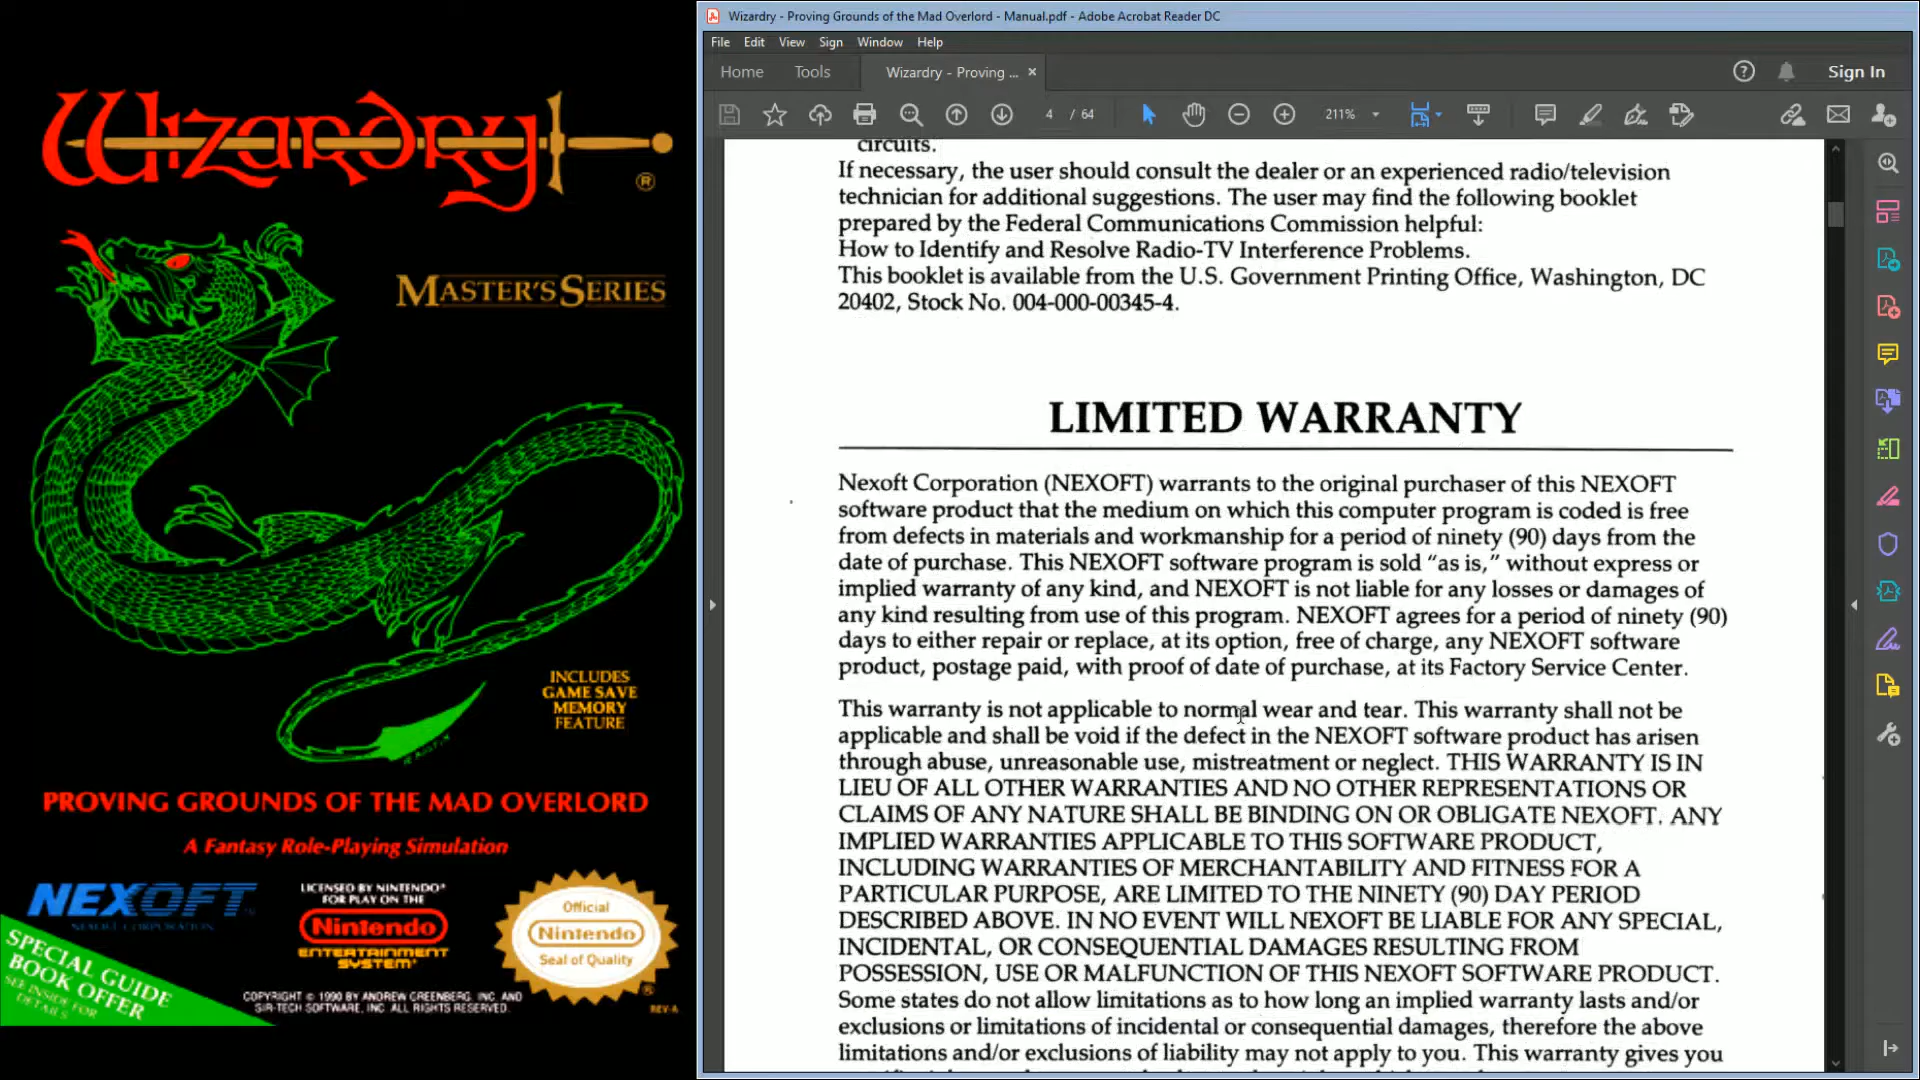 Wizardry
®
MASTER'S SERIES
INCLUDES
GAME SAVE
MEMORY
FEATURE
PROVING GROUNDS OF THE MAD OVERLORD
A Fantasy Role-Playing Simulation
NEXOFT
NEXOFT CORPORATION
SPECIAL GUIDE
BOOK OFFER
SEE INSIDE FOR
DETAILS
LICENSED BY NINTENDO®
FOR PLAY ON THE
Nintendo
ENTERTAINMENT
SYSTEM®
Official
Nintendo
Seal of Quality
®
COPYRIGHT © 1990 BY ANDREW GREENBERG, INC. AND
SIR-TECH SOFTWARE, INC. ALL RIGHTS RESERVED.
REV-A
Wizardry - Proving Grounds of the Mad Overlord - Manual.pdf - Adobe Acrobat Reader DC
File Edit View Sign Window Help
Home Tools Wizardry - Proving ... × Sign In
4 / 64 211%
circuits.
If necessary, the user should consult the dealer or an experienced radio/television
technician for additional suggestions. The user may find the following booklet
prepared by the Federal Communications Commission helpful:
How to Identify and Resolve Radio-TV Interference Problems.
This booklet is available from the U.S. Government Printing Office, Washington, DC
20402, Stock No. 004-000-00345-4.
LIMITED WARRANTY
Nexoft Corporation (NEXOFT) warrants to the original purchaser of this NEXOFT
software product that the medium on which this computer program is coded is free
from defects in materials and workmanship for a period of ninety (90) days from the
date of purchase. This NEXOFT software program is sold “as is,” without express or
implied warranty of any kind, and NEXOFT is not liable for any losses or damages of
any kind resulting from use of this program. NEXOFT agrees for a period of ninety (90)
days to either repair or replace, at its option, free of charge, any NEXOFT software
product, postage paid, with proof of date of purchase, at its Factory Service Center.
This warranty is not applicable to normal wear and tear. This warranty shall not be
applicable and shall be void if the defect in the NEXOFT software product has arisen
through abuse, unreasonable use, mistreatment or neglect. THIS WARRANTY IS IN
LIEU OF ALL OTHER WARRANTIES AND NO OTHER REPRESENTATIONS OR
CLAIMS OF ANY NATURE SHALL BE BINDING ON OR OBLIGATE NEXOFT. ANY
IMPLIED WARRANTIES APPLICABLE TO THIS SOFTWARE PRODUCT,
INCLUDING WARRANTIES OF MERCHANTABILITY AND FITNESS FOR A
PARTICULAR PURPOSE, ARE LIMITED TO THE NINETY (90) DAY PERIOD
DESCRIBED ABOVE. IN NO EVENT WILL NEXOFT BE LIABLE FOR ANY SPECIAL,
INCIDENTAL, OR CONSEQUENTIAL DAMAGES RESULTING FROM
POSSESSION, USE OR MALFUNCTION OF THIS NEXOFT SOFTWARE PRODUCT.
Some states do not allow limitations as to how long an implied warranty lasts and/or
exclusions or limitations of incidental or consequential damages, therefore the above
limitations and/or exclusions of liability may not apply to you. This warranty gives you